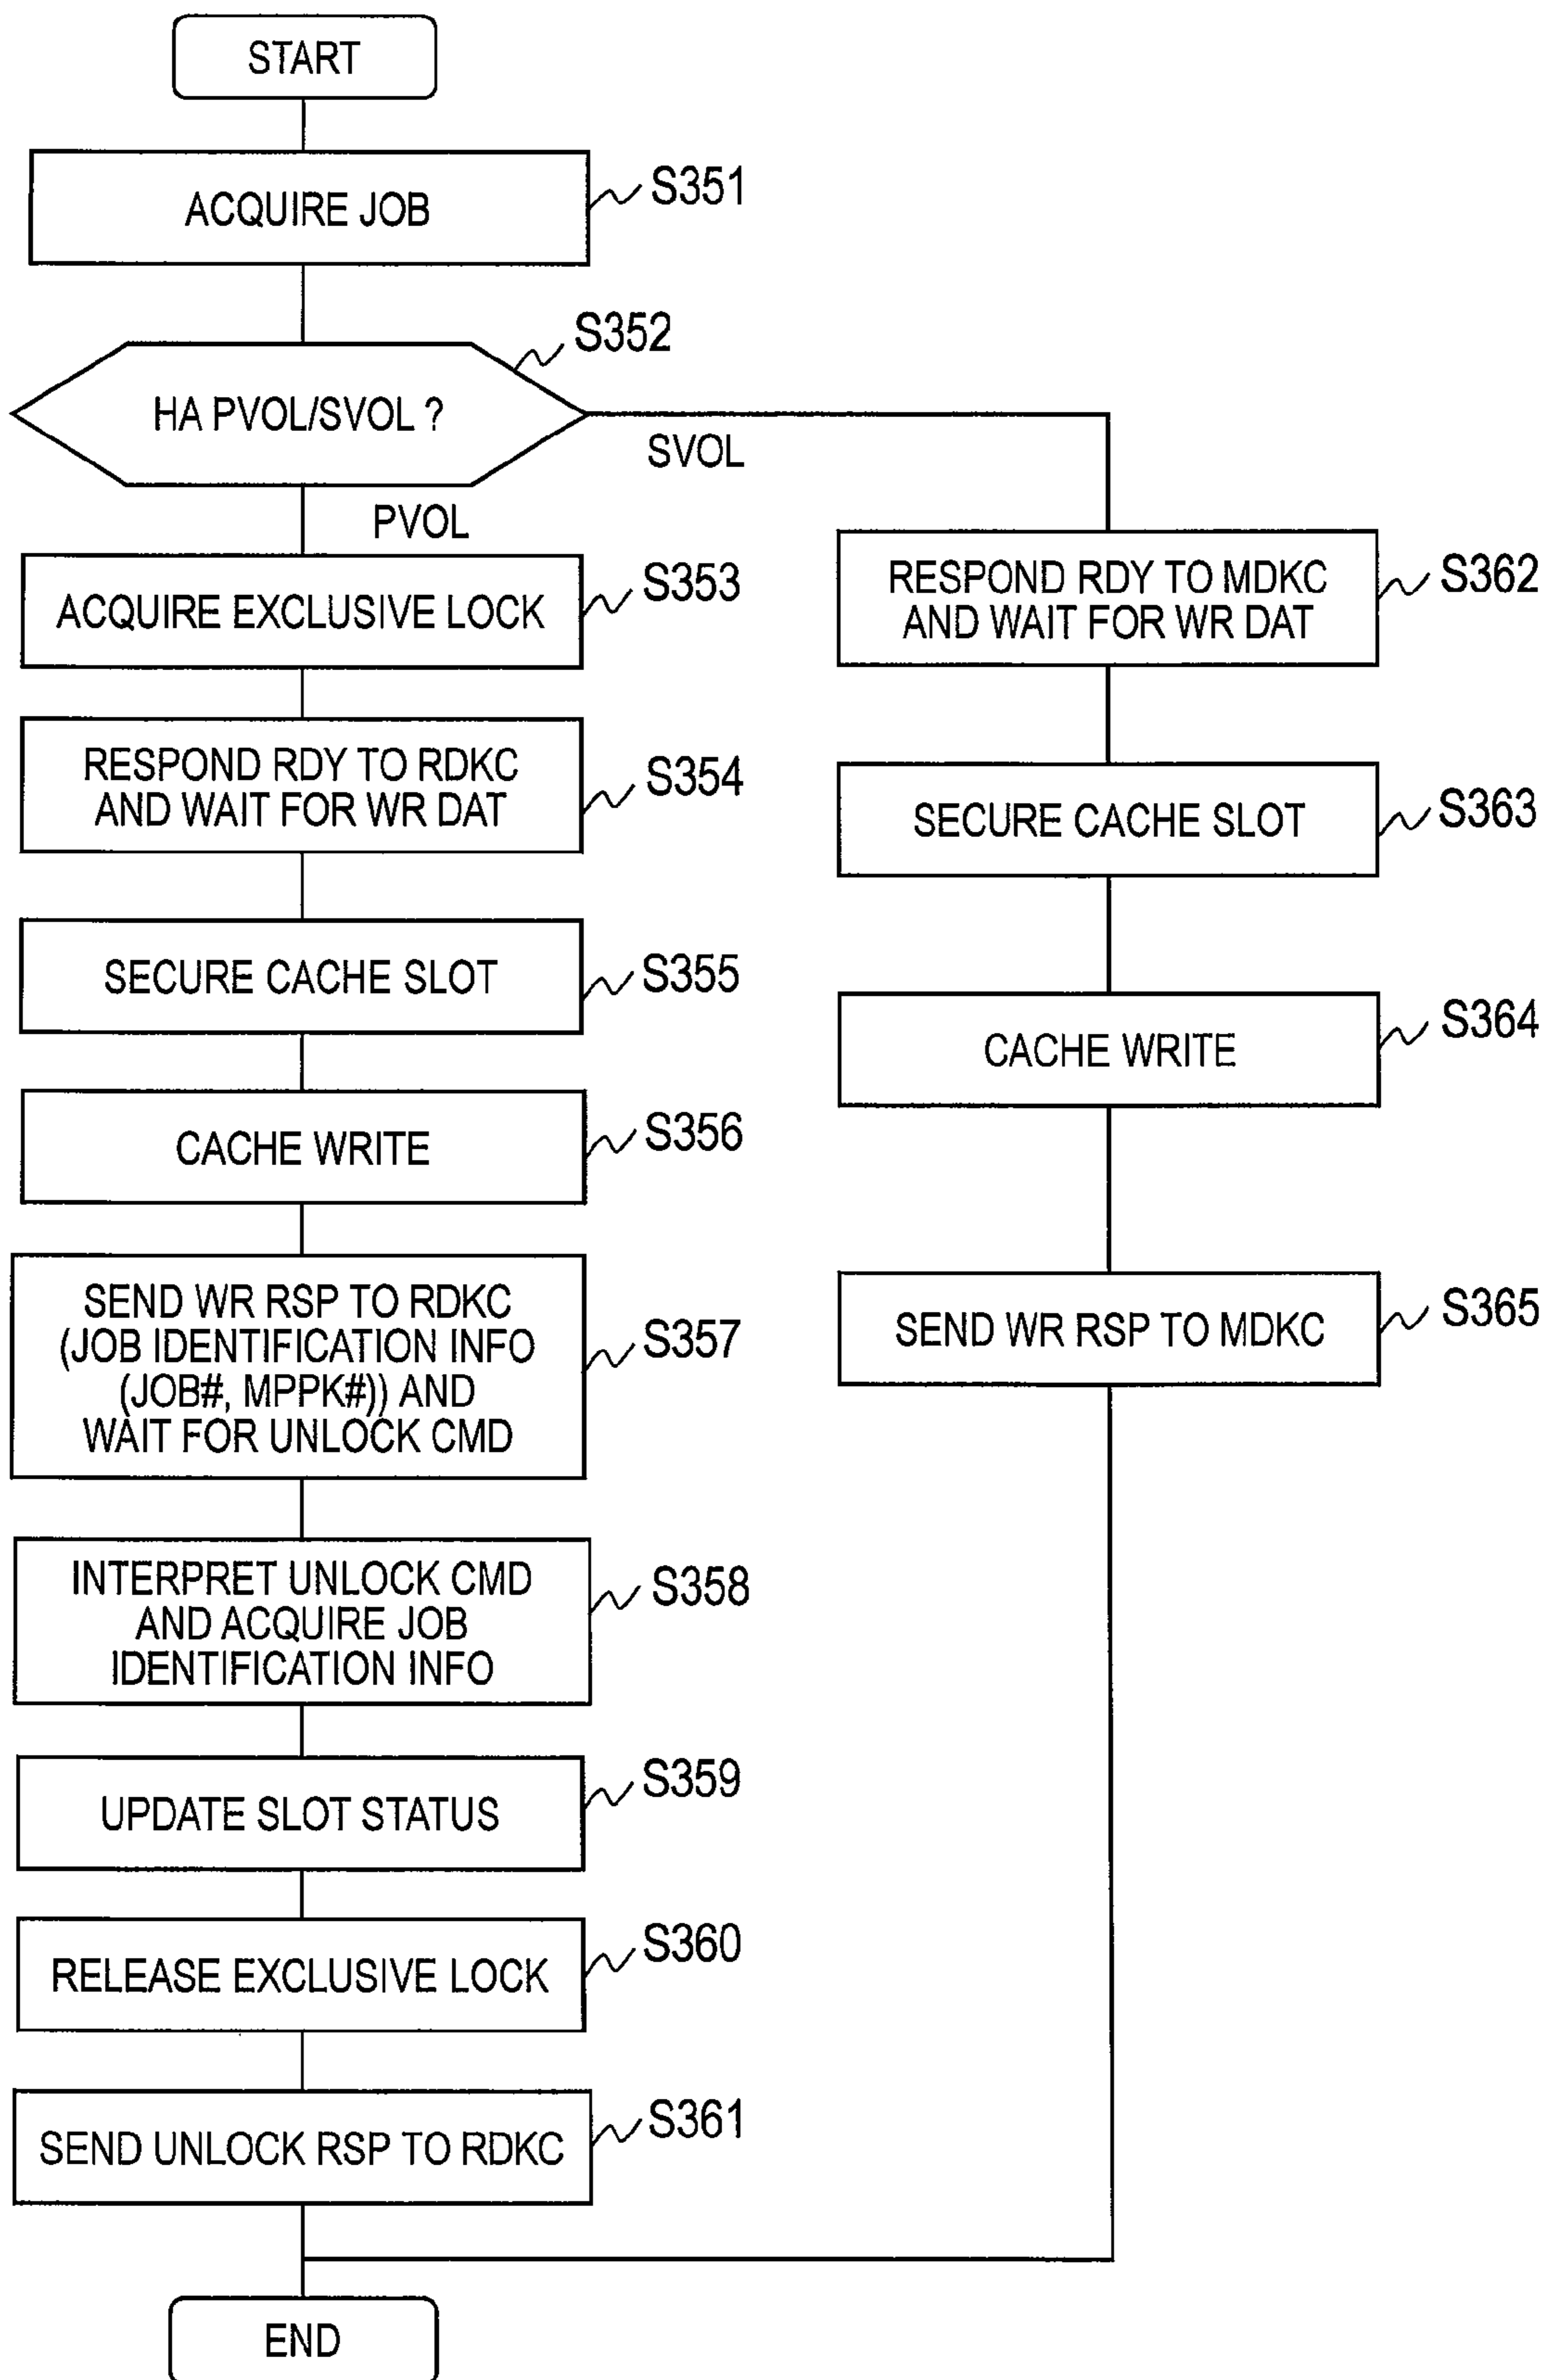 START
ACQUIRE JOB
S351
HA PVOL/SVOL ?
S352
SVOL
PVOL
ACQUIRE EXCLUSIVE LOCK
S353
RESPOND RDY TO RDKC
AND WAIT FOR WR DAT
S354
SECURE CACHE SLOT
S355
CACHE WRITE
S356
SEND WR RSP TO RDKC
(JOB IDENTIFICATION INFO
(JOB#, MPPK#)) AND
WAIT FOR UNLOCK CMD
S357
INTERPRET UNLOCK CMD
AND ACQUIRE JOB
IDENTIFICATION INFO
S358
UPDATE SLOT STATUS
S359
RELEASE EXCLUSIVE LOCK
S360
SEND UNLOCK RSP TO RDKC
S361
RESPOND RDY TO MDKC
AND WAIT FOR WR DAT
S362
SECURE CACHE SLOT
S363
CACHE WRITE
S364
SEND WR RSP TO MDKC
S365
END